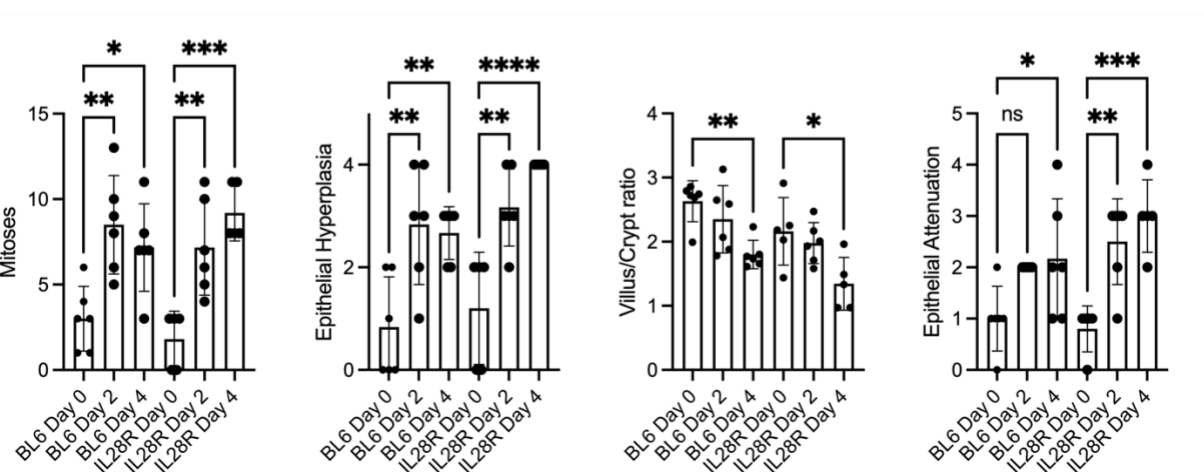 * ***
** **
15
10
5
0
Mitoses
BL6 Day 0
BL6 Day 2
BL6 Day 4
IL28R Day 0
IL28R Day 2
IL28R Day 4
** ****
** **
4
2
0
Epithelial Hyperplasia
BL6 Day 0
BL6 Day 2
BL6 Day 4
IL28R Day 0
IL28R Day 2
IL28R Day 4
** *
4
3
2
1
0
Villus/Crypt ratio
BL6 Day 0
BL6 Day 2
BL6 Day 4
IL28R Day 0
IL28R Day 2
IL28R Day 4
* ***
ns **
5
4
3
2
1
0
Epithelial Attenuation
BL6 Day 0
BL6 Day 2
BL6 Day 4
IL28R Day 0
IL28R Day 2
IL28R Day 4